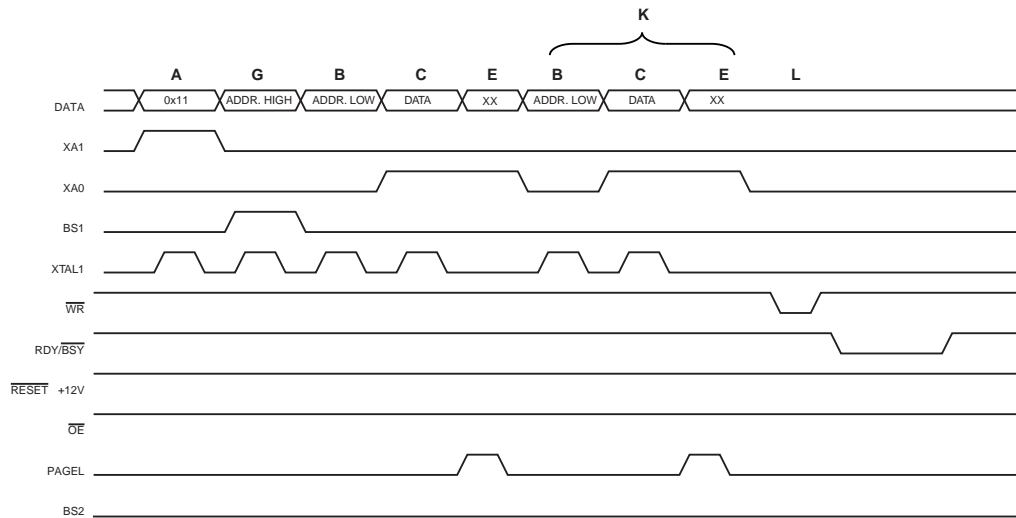 K
A G B C E B C E L
DATA 0x11 ADDR. HIGH ADDR. LOW DATA XX ADDR. LOW DATA XX
XA1
XA0
BS1
XTAL1
WR
RDY/BSY
RESET +12V
OE
PAGEL
BS2